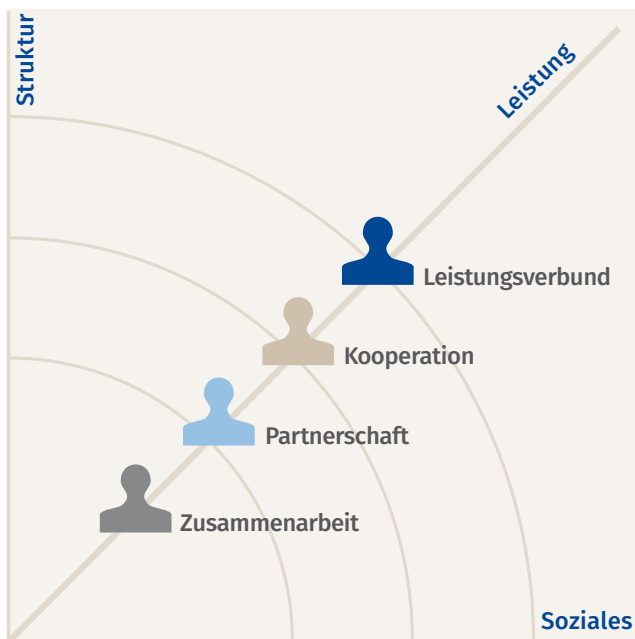 Struktur
Leistung
Leistungsverbund
Kooperation
Partnerschaft
Zusammenarbeit
Soziales